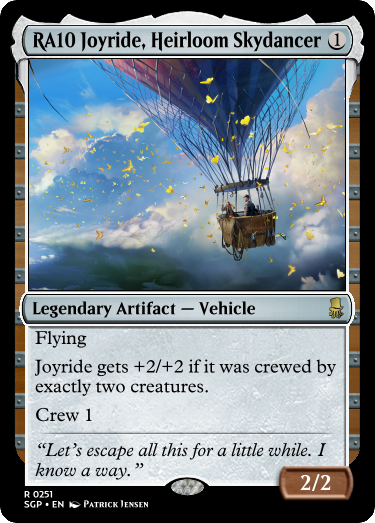 RA10 Joyride, Heirloom Skydancer 1
Legendary Artifact — Vehicle
Flying
Joyride gets +2/+2 if it was crewed by
exactly two creatures.
Crew 1
“Let’s escape all this for a little while. I
know a way.”
2/2
R 0251
SGP • EN Patrick Jensen